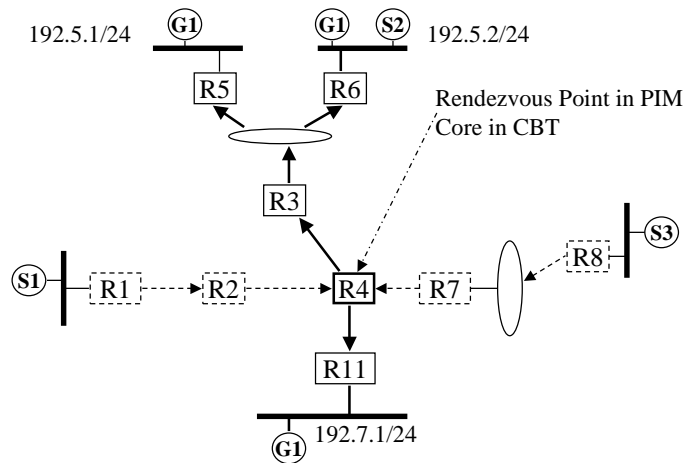 G1
G1
S2
192.5.1/24
192.5.2/24
R5
R6
Rendezvous Point in PIM
Core in CBT
R3
S3
R8
S1
R1
R2
R4
R7
R11
192.7.1/24
G1